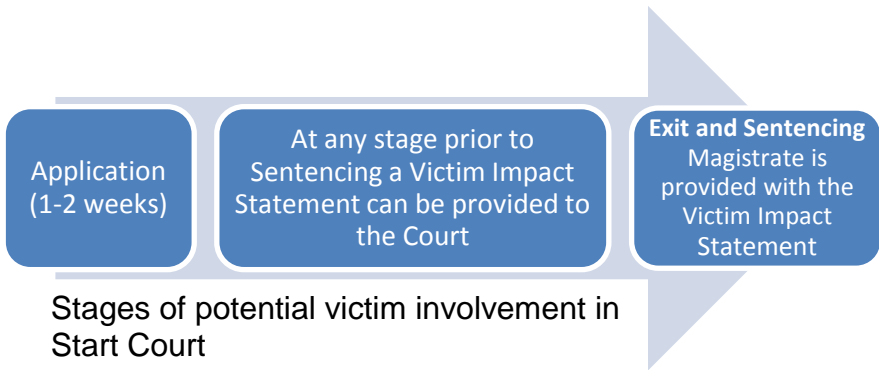 Application
(1-2 weeks)
At any stage prior to
Sentencing a Victim Impact
Statement can be provided to
the Court
Exit and Sentencing
Magistrate is
provided with the
Victim Impact
Statement
Stages of potential victim involvement in
Start Court